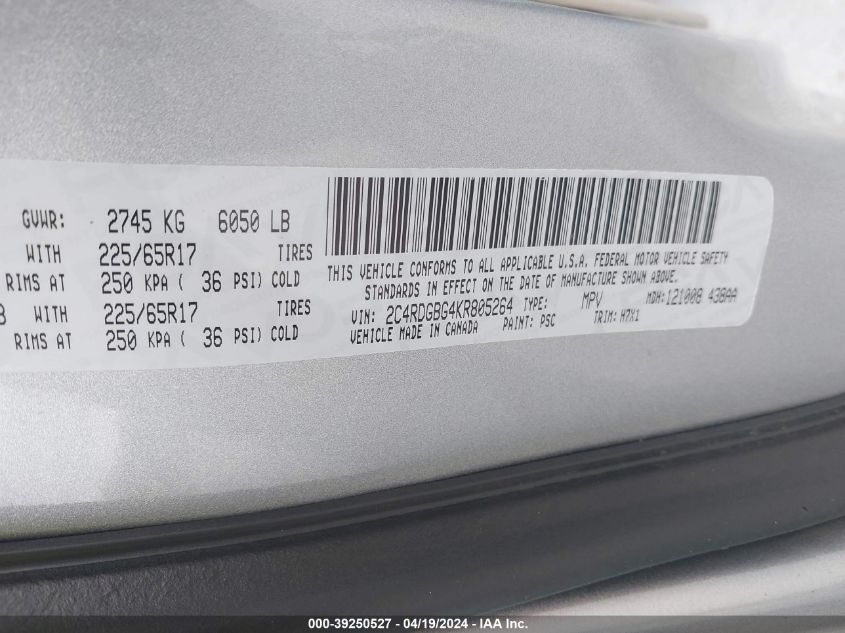 GVWR: 2745 KG 6050 LB
WITH 225/65R17 TIRES
RIMS AT 250 KPA ( 36 PSI) COLD
WITH 225/65R17 TIRES
RIMS AT 250 KPA ( 36 PSI) COLD
THIS VEHICLE CONFORMS TO ALL APPLICABLE U.S.A. FEDERAL MOTOR VEHICLE SAFETY
STANDARDS IN EFFECT ON THE DATE OF MANUFACTURE SHOWN ABOVE.
VIN: 2C4RDGBG4KR805264 TYPE: MPV MDH: 121008 438AA
VEHICLE MADE IN CANADA PAINT: PSC TRIM: H7X1
000-39250527 - 04/19/2024 - IAA Inc.